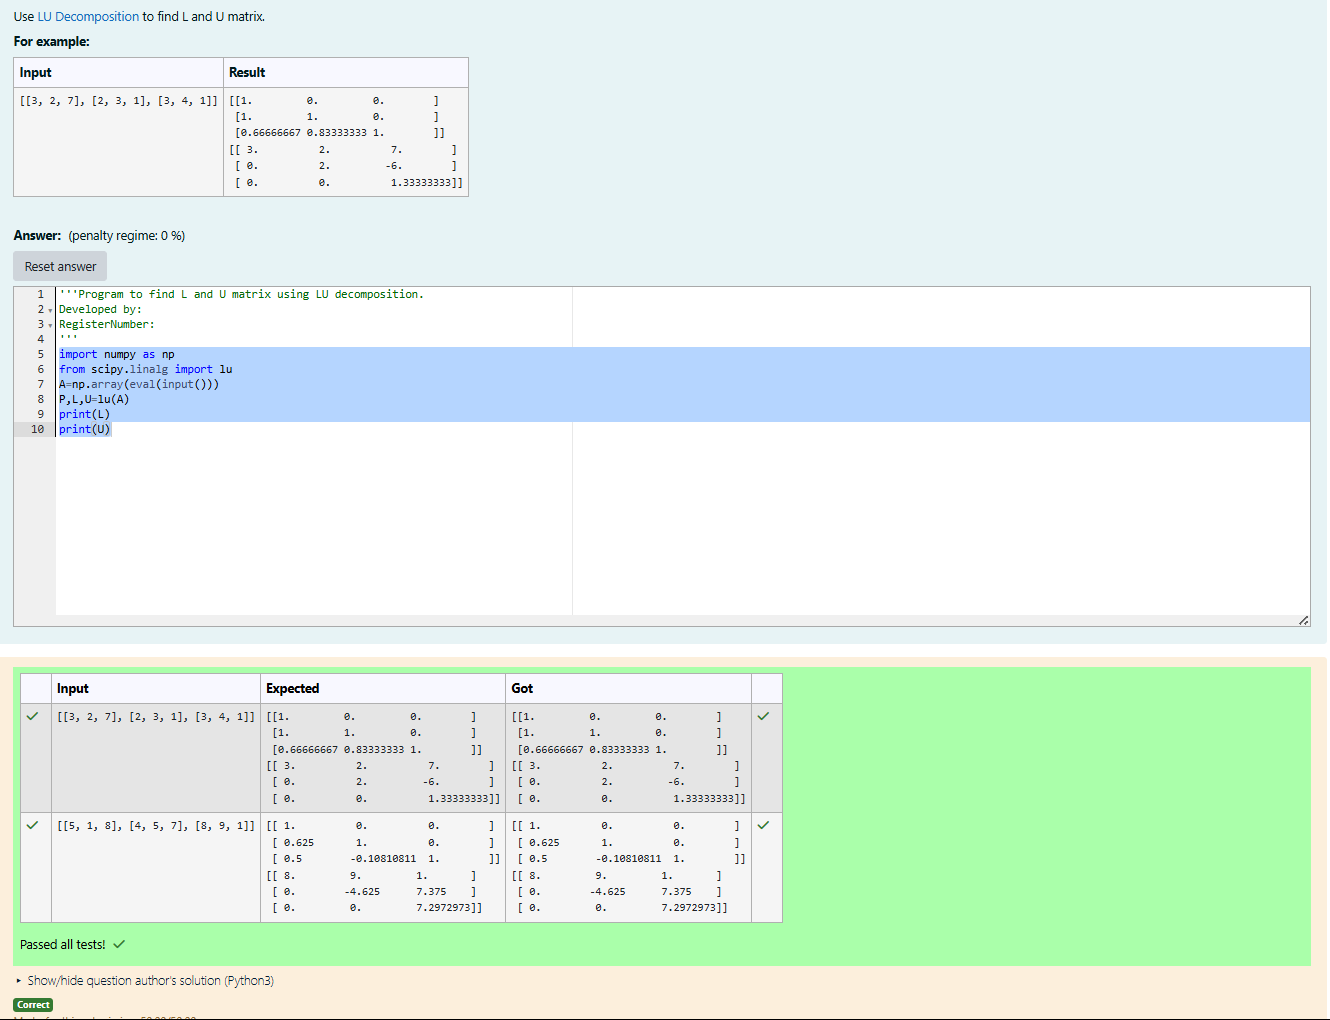 Use LU Decomposition to find L and U matrix.
For example:
Input Result
[[3, 2, 7], [2, 3, 1], [3, 4, 1]] [[1. 0. 0. ]
[1. 1. 0. ]
[0.66666667 0.83333333 1. ]]
[[ 3. 2. 7. ]
[ 0. 2. -6. ]
[ 0. 0. 1.33333333]]
Answer: (penalty regime: 0 %)
Reset answer
1 '''Program to find L and U matrix using LU decomposition.
2 Developed by:
3 RegisterNumber:
4 '''
5 import numpy as np
6 from scipy.linalg import lu
7 A=np.array(eval(input()))
8 P,L,U=lu(A)
9 print(L)
10 print(U)
Input Expected Got
[[3, 2, 7], [2, 3, 1], [3, 4, 1]] [[1. 0. 0. ] [[1. 0. 0. ]
[1. 1. 0. ] [1. 1. 0. ]
[0.66666667 0.83333333 1. ]] [0.66666667 0.83333333 1. ]]
[[ 3. 2. 7. ] [[ 3. 2. 7. ]
[ 0. 2. -6. ] [ 0. 2. -6. ]
[ 0. 0. 1.33333333]] [ 0. 0. 1.33333333]]
[[5, 1, 8], [4, 5, 7], [8, 9, 1]] [[ 1. 0. 0. ] [[ 1. 0. 0. ]
[ 0.625 1. 0. ] [ 0.625 1. 0. ]
[ 0.5 -0.10810811 1. ]] [ 0.5 -0.10810811 1. ]]
[[ 8. 9. 1. ] [[ 8. 9. 1. ]
[ 0. -4.625 7.375 ] [ 0. -4.625 7.375 ]
[ 0. 0. 7.2972973]] [ 0. 0. 7.2972973]]
Passed all tests!
Show/hide question author's solution (Python3)
Correct